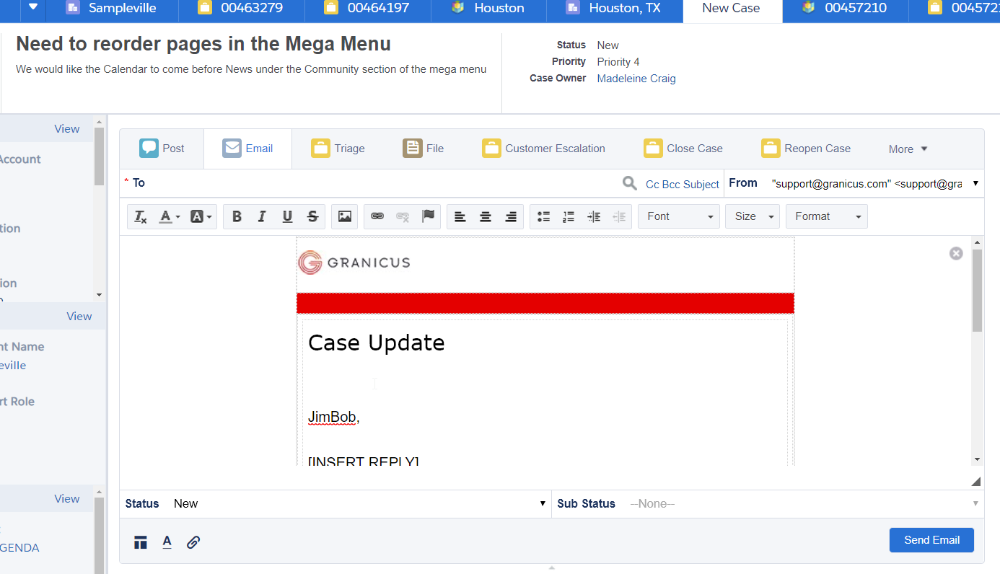 Sampleville 00463279 00464197 Houston Houston, TX New Case 00457210 004572
Need to reorder pages in the Mega Menu
We would like the Calendar to come before News under the Community section of the mega menu
Status New
Priority Priority 4
Case Owner Madeleine Craig
View
Account
tion
ion
View
nt Name
eville
rt Role
View
GENDA
Post Email Triage File Customer Escalation Close Case Reopen Case More
* To Cc Bcc Subject From "support@granicus.com" <support@gra
Font Size Format
GRANICUS
Case Update
JimBob,
[INSERT REPLY]
Status New Sub Status --None--
Send Email